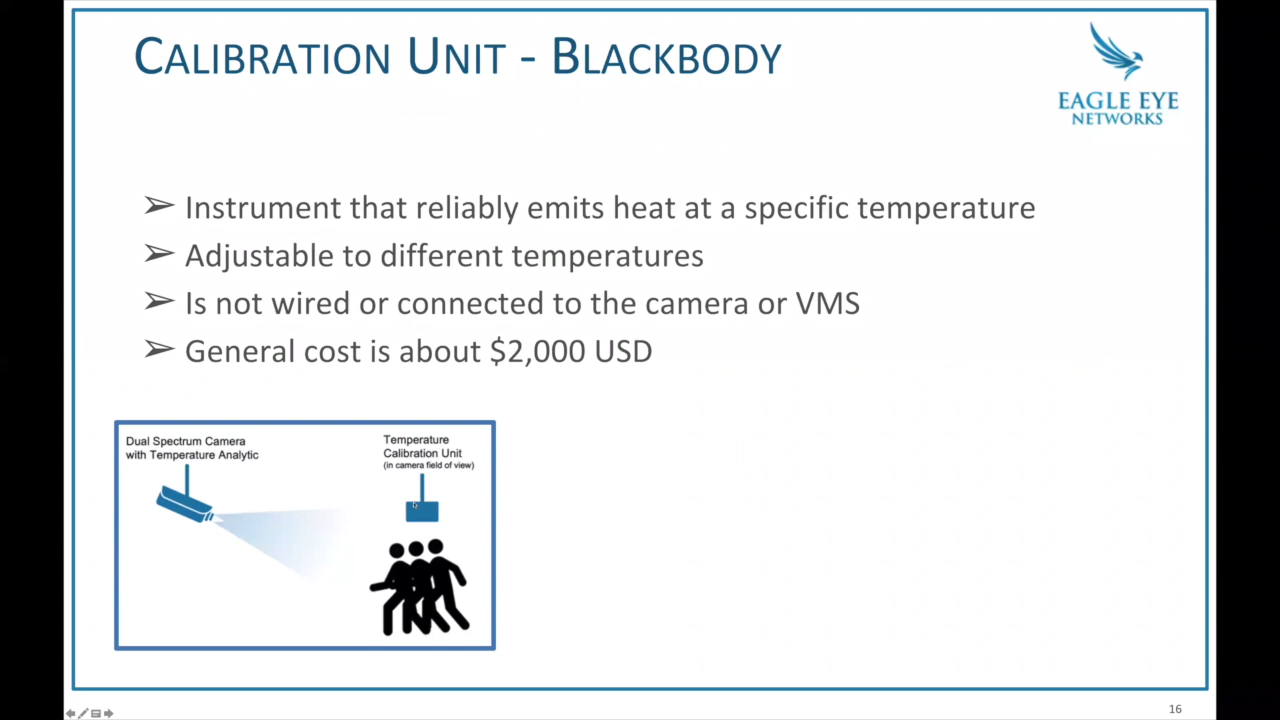 CALIBRATION UNIT - BLACKBODY
EAGLE EYE
NETWORKS
➢ Instrument that reliably emits heat at a specific temperature
➢ Adjustable to different temperatures
➢ Is not wired or connected to the camera or VMS
➢ General cost is about $2,000 USD
Dual Spectrum Camera
with Temperature Analytic
Temperature
Calibration Unit
(in camera field of view)
16